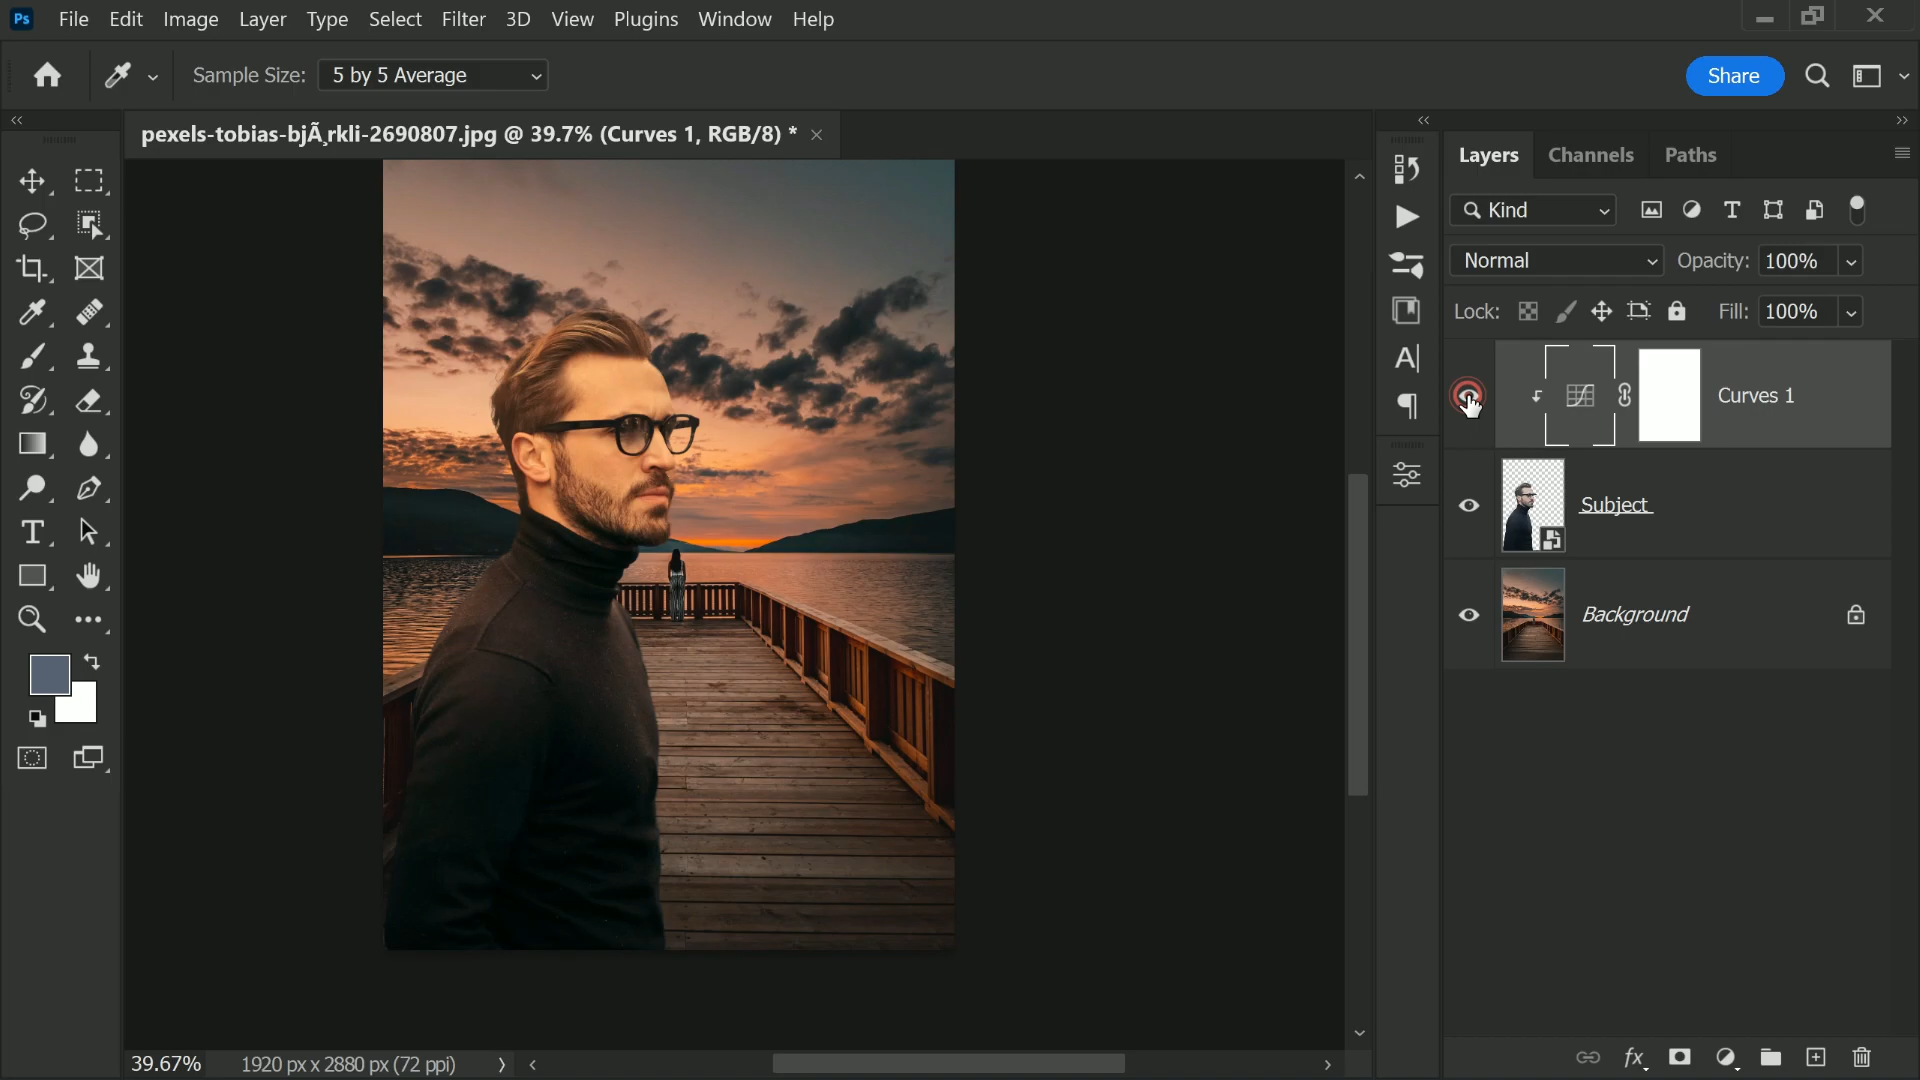 Ps File Edit Image Layer Type Select Filter 3D View Plugins Window Help
Sample Size: 5 by 5 Average
Share
pexels-tobias-bjÃ¸rkli-2690807.jpg @ 39.7% (Curves 1, RGB/8) *
Layers Channels Paths
Kind
Normal Opacity: 100%
Lock: Fill: 100%
Curves 1
Subject
Background
39.67% 1920 px x 2880 px (72 ppi)